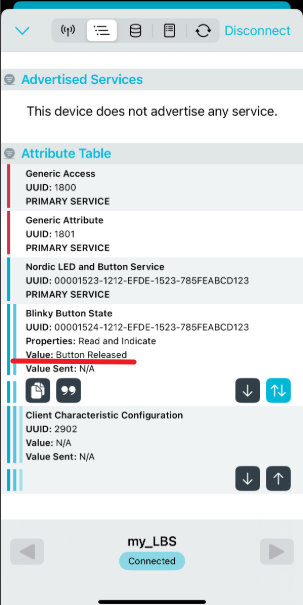 Disconnect
Advertised Services
This device does not advertise any service.
Attribute Table
Generic Access
UUID: 1800
PRIMARY SERVICE
Generic Attribute
UUID: 1801
PRIMARY SERVICE
Nordic LED and Button Service
UUID: 00001523-1212-EFDE-1523-785FEABCD123
PRIMARY SERVICE
Blinky Button State
UUID: 00001524-1212-EFDE-1523-785FEABCD123
Properties: Read and Indicate
Value: Button Released
Value Sent: N/A
Client Characteristic Configuration
UUID: 2902
Value: N/A
Value Sent: N/A
my_LBS
Connected